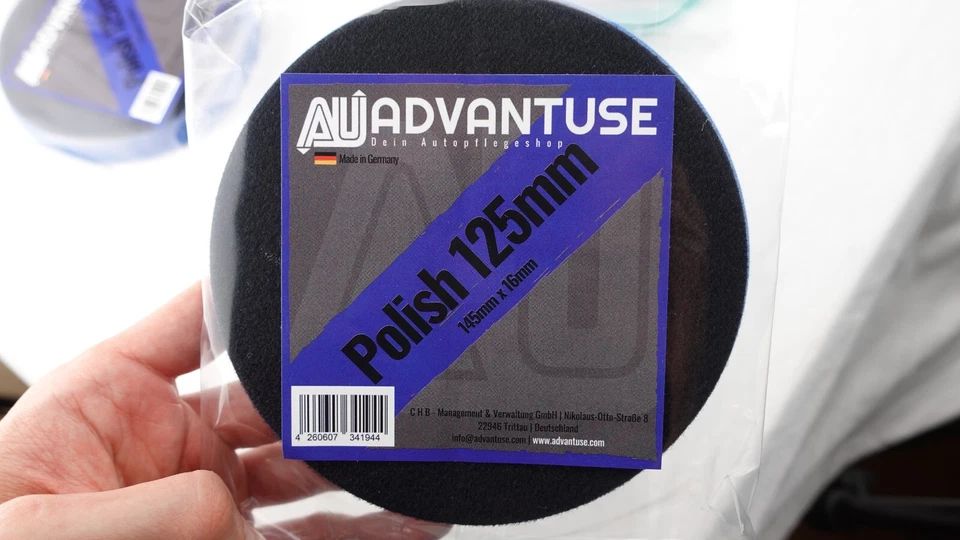 AU ADVANTUSE
Dein Autopflegeshop
Made in Germany
Polish 125mm
145mm x 16mm
C H B - Management & Verwaltung GmbH | Nikolaus-Otto-Straße 8
22946 Trittau | Deutschland
info@advantuse.com | www.advantuse.com
4 260607 341944